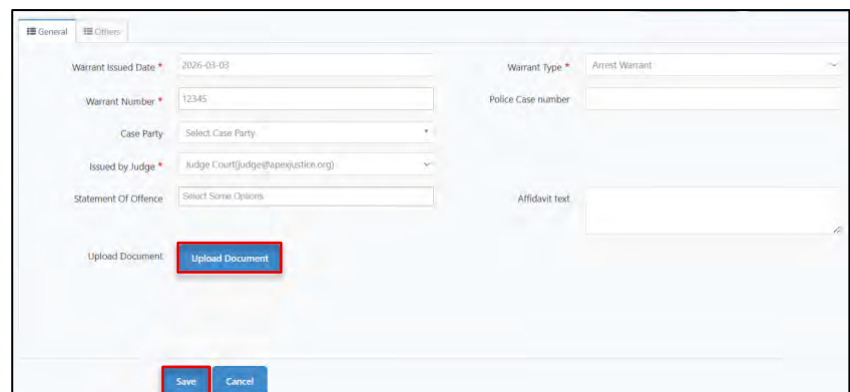 General Others
Warrant Issued Date * 2026-03-03 Warrant Type * Arrest Warrant
Warrant Number * 12345 Police Case number
Case Party Select Case Party
Issued by Judge * Judge Court(judge@apexjustice.org)
Statement Of Offence Select Some Options Affidavit text
Upload Document Upload Document
Save Cancel